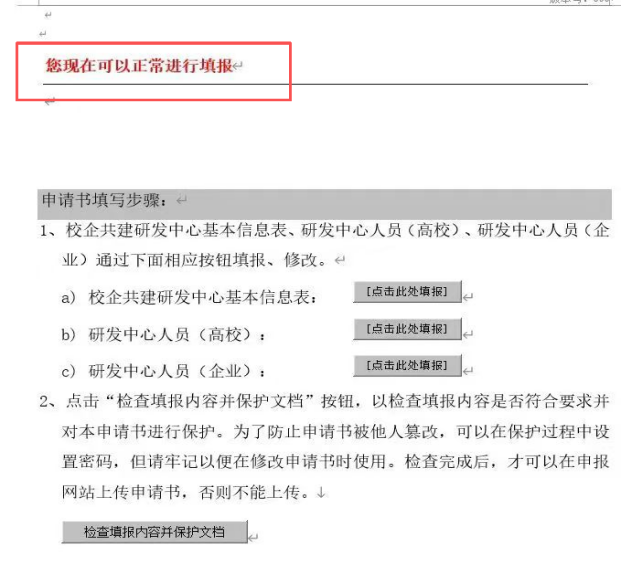 您现在可以正常进行填报
申请书填写步骤：
1、校企共建研发中心基本信息表、研发中心人员（高校）、研发中心人员（企
业）通过下面相应按钮填报、修改。
a) 校企共建研发中心基本信息表： [点击此处填报]
b) 研发中心人员（高校）： [点击此处填报]
c) 研发中心人员（企业）： [点击此处填报]
2、点击“检查填报内容并保护文档”按钮，以检查填报内容是否符合要求并
对本申请书进行保护。为了防止申请书被他人篡改，可以在保护过程中设
置密码，但请牢记以便在修改申请书时使用。检查完成后，才可以在申报
网站上传申请书，否则不能上传。
检查填报内容并保护文档